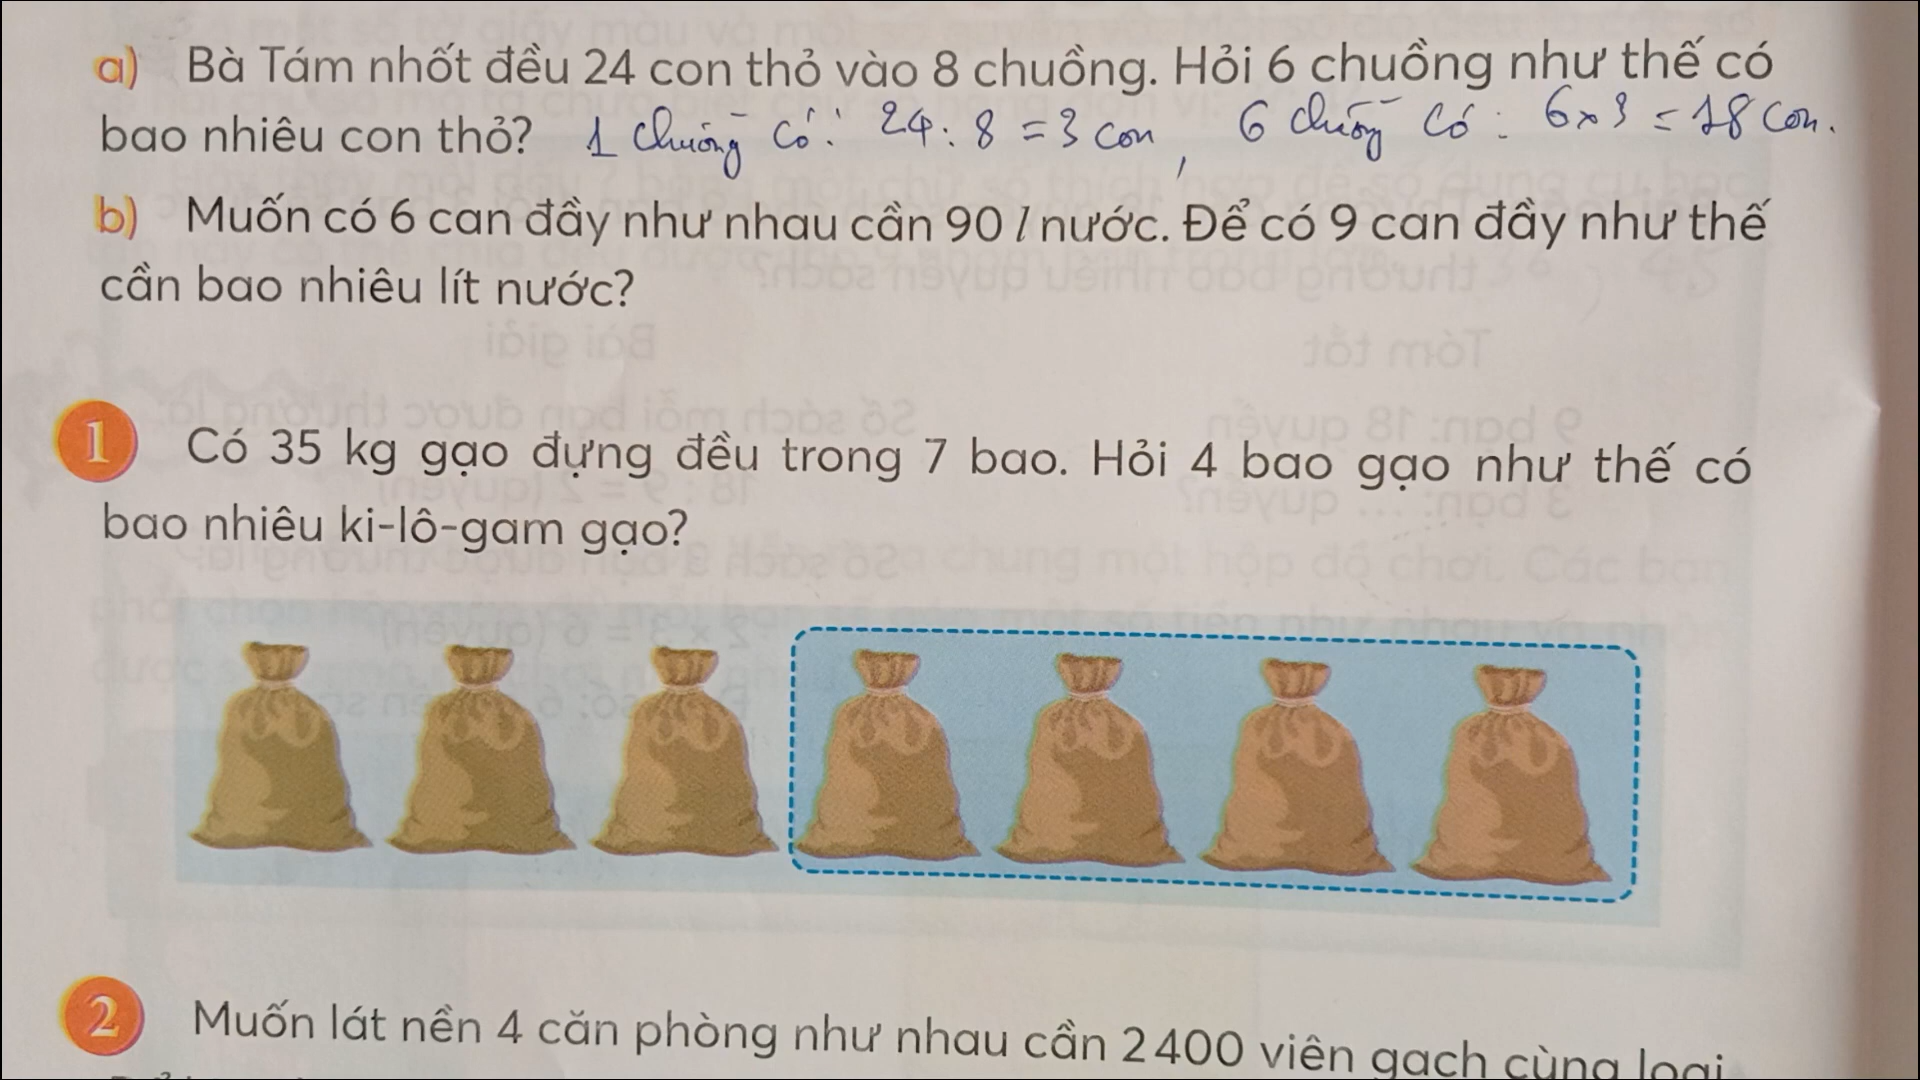 a) Bà Tám nhốt đều 24 con thỏ vào 8 chuồng. Hỏi 6 chuồng như thế có
bao nhiêu con thỏ? 1 chuồng có: 24 : 8 = 3 con, 6 chuồng có: 6 x 3 = 18 con.
b) Muốn có 6 can đầy như nhau cần 90 l nước. Để có 9 can đầy như thế
cần bao nhiêu lít nước?
1 Có 35 kg gạo đựng đều trong 7 bao. Hỏi 4 bao gạo như thế có
bao nhiêu ki-lô-gam gạo?
2 Muốn lát nền 4 căn phòng như nhau cần 2 400 viên gạch cùng loại